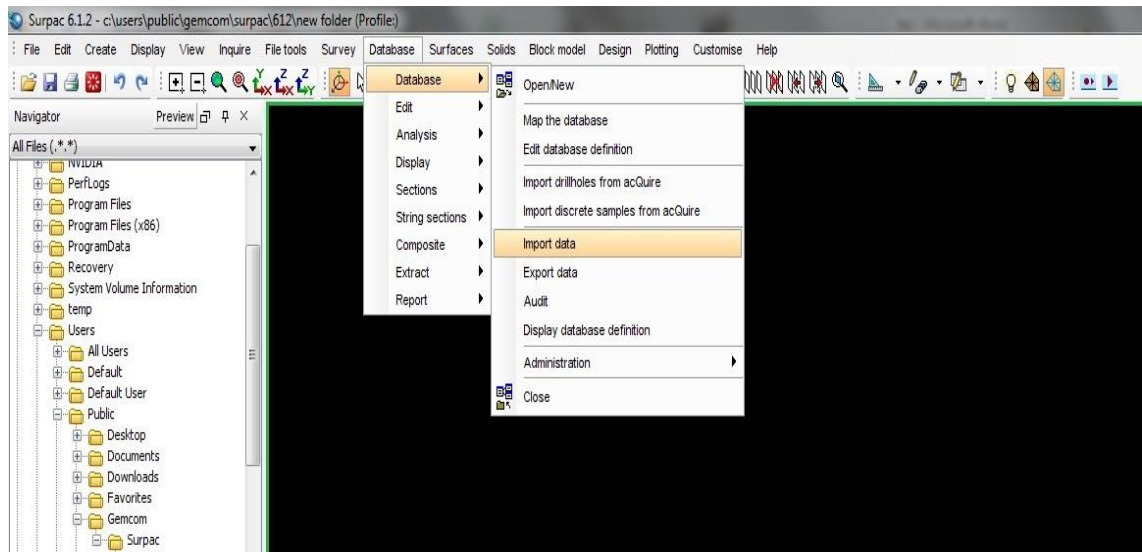 Surpac 6.1.2 - c:\users\public\gemcom\surpac\612\new folder (Profile:)
File Edit Create Display View Inquire File tools Survey Database Surfaces Solids Block model Design Plotting Customise Help
Navigator Preview
All Files (.*.*)
NVIDIA
PerfLogs
Program Files
Program Files (x86)
ProgramData
Recovery
System Volume Information
temp
Users
All Users
Default
Default User
Public
Desktop
Documents
Downloads
Favorites
Gemcom
Surpac
Database
Edit
Analysis
Display
Sections
String sections
Composite
Extract
Report
Open/New
Map the database
Edit database definition
Import drillholes from acQuire
Import discrete samples from acQuire
Import data
Export data
Audit
Display database definition
Administration
Close